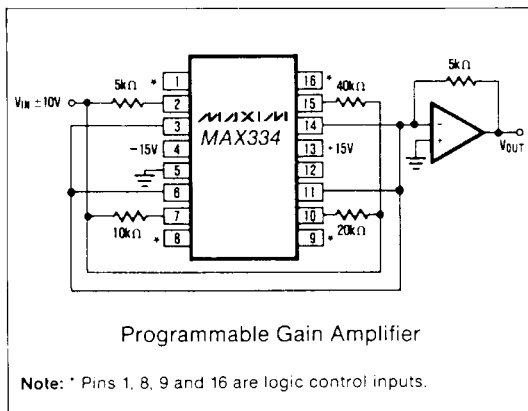 5kΩ
VIN ±10V
* 1
2
3
-15V 4
5
6
7
10kΩ
* 8
MAXIM
MAX334
16 *
40kΩ
15
14
13 +15V
12
11
10
20kΩ
9 *
5kΩ
-
+
VOUT
Programmable Gain Amplifier
Note: * Pins 1, 8, 9 and 16 are logic control inputs.